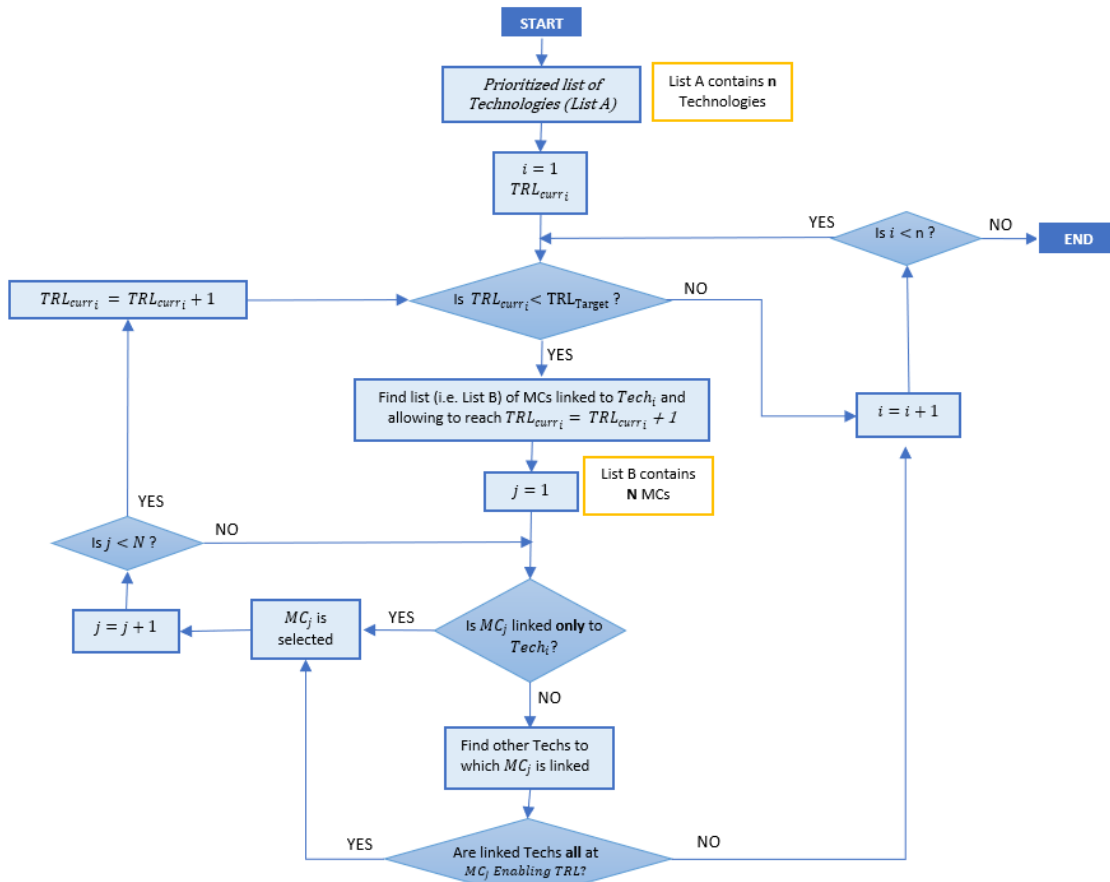 START
Prioritized list of
Technologies (List A)
List A contains n
Technologies
i = 1
TRL_curr_i
YES
Is i < n ?
NO
END
TRL_curr_i = TRL_curr_i + 1
Is TRL_curr_i < TRL_Target ?
NO
YES
Find list (i.e. List B) of MCs linked to Tech_i and
allowing to reach TRL_curr_i = TRL_curr_i + 1
i = i + 1
j = 1
List B contains
N MCs
YES
Is j < N ?
NO
j = j + 1
MC_j is
selected
YES
Is MC_j linked only to
Tech_i?
NO
Find other Techs to
which MC_j is linked
YES
Are linked Techs all at
MC_j Enabling TRL?
NO